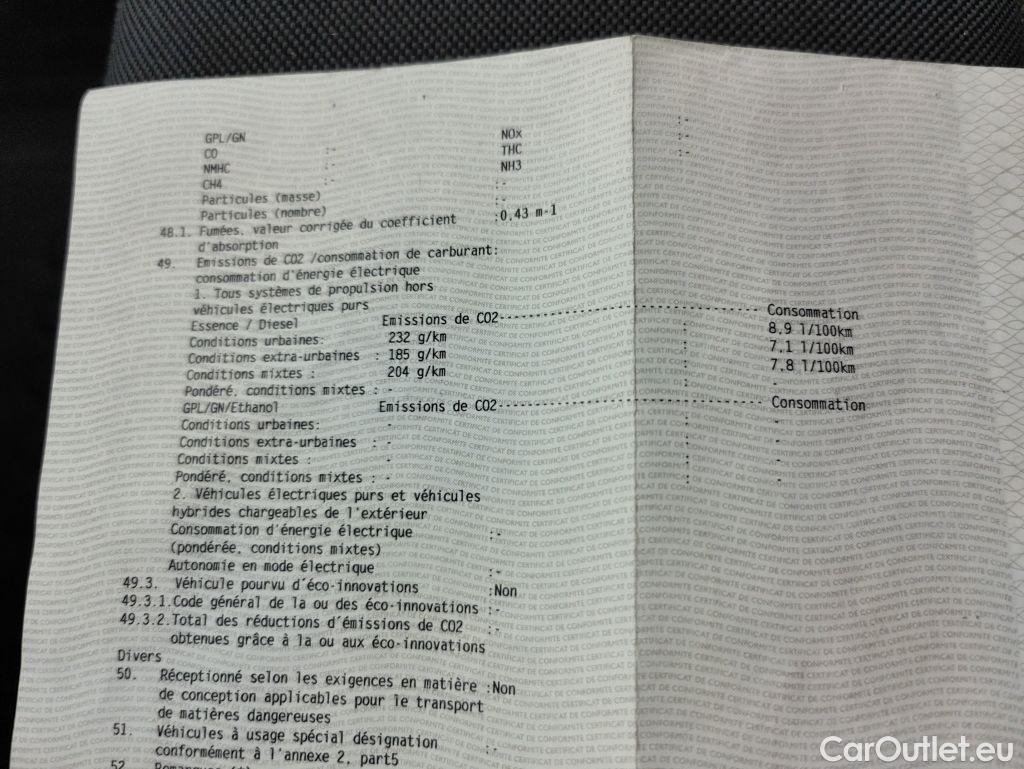 GPL/GN NOx :-
CO :- THC :-
NMHC :- NH3 :-
CH4 :-
Particules (masse) :-
Particules (nombre) :-
48.1. Fumées, valeur corrigée du coefficient :0,43 m-1
d'absorption
49. Emissions de CO2 /consommation de carburant:
consommation d'énergie électrique
1. Tous systèmes de propulsion hors
véhicules électriques purs
Essence / Diesel Emissions de CO2 Consommation
Conditions urbaines: 232 g/km : 8,9 l/100km
Conditions extra-urbaines : 185 g/km : 7,1 l/100km
Conditions mixtes : 204 g/km : 7,8 l/100km
Pondéré, conditions mixtes : - : -
GPL/GN/Ethanol Emissions de CO2 Consommation
Conditions urbaines: - : -
Conditions extra-urbaines : - : -
Conditions mixtes : - : -
Pondéré, conditions mixtes : - : -
2. Véhicules électriques purs et véhicules
hybrides chargeables de l'extérieur
Consommation d'énergie électrique :-
(pondérée, conditions mixtes)
Autonomie en mode électrique :-
49.3. Véhicule pourvu d'éco-innovations :Non
49.3.1.Code général de la ou des éco-innovations :-
49.3.2.Total des réductions d'émissions de CO2 :-
obtenues grâce à la ou aux éco-innovations
Divers
50. Réceptionné selon les exigences en matière :Non
de conception applicables pour le transport
de matières dangereuses
51. Véhicules à usage spécial désignation :-
conformément à l'annexe 2, part5
52.
CarOutlet.eu